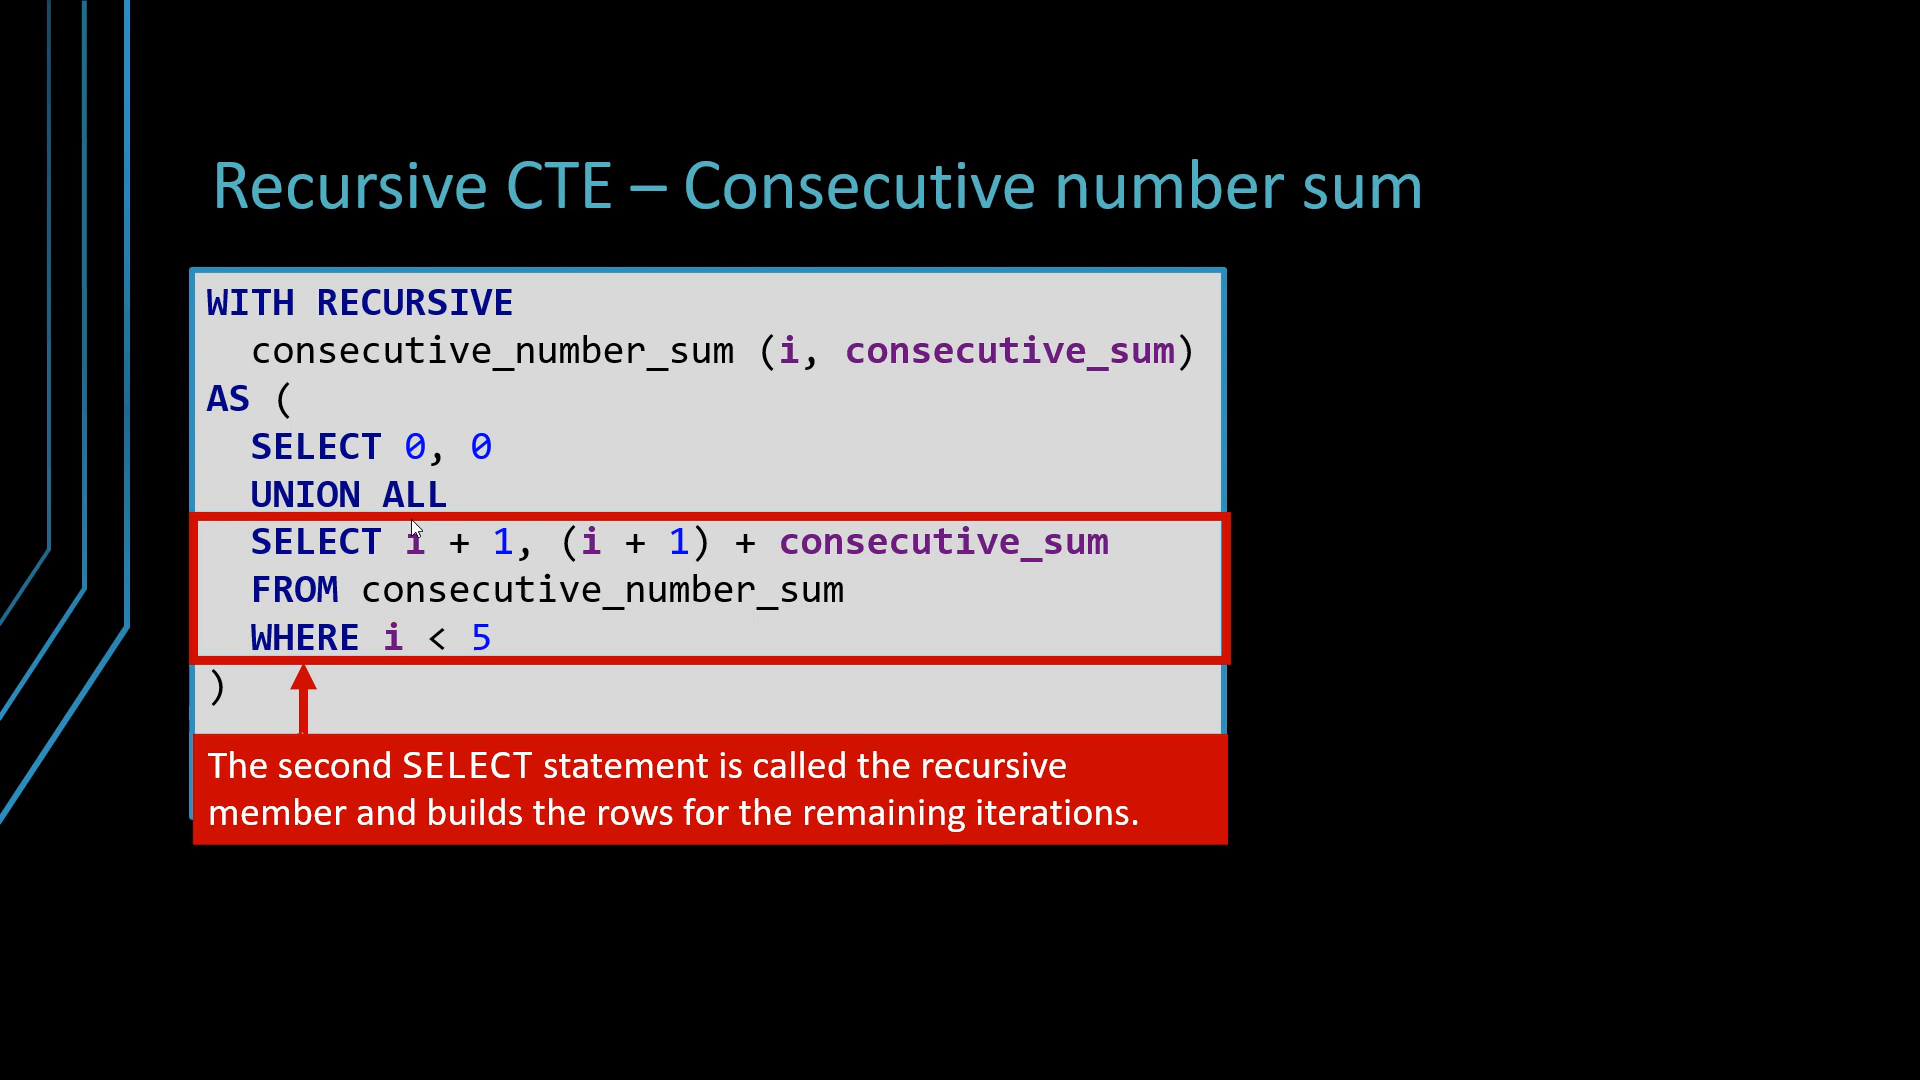 Recursive CTE – Consecutive number sum
WITH RECURSIVE
consecutive_number_sum (i, consecutive_sum)
AS (
SELECT 0, 0
UNION ALL
SELECT i + 1, (i + 1) + consecutive_sum
FROM consecutive_number_sum
WHERE i < 5
)
The second SELECT statement is called the recursive
member and builds the rows for the remaining iterations.